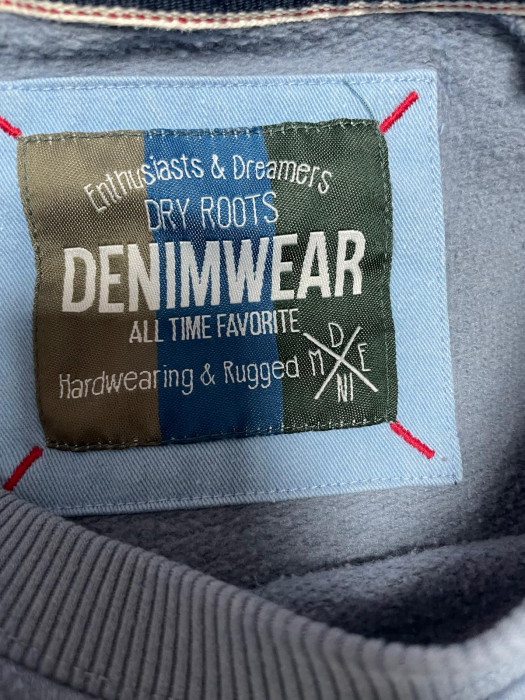 Enthusiasts & Dreamers
DRY ROOTS
DENIMWEAR
ALL TIME FAVORITE
Hardwearing & Rugged
D
M E
NI